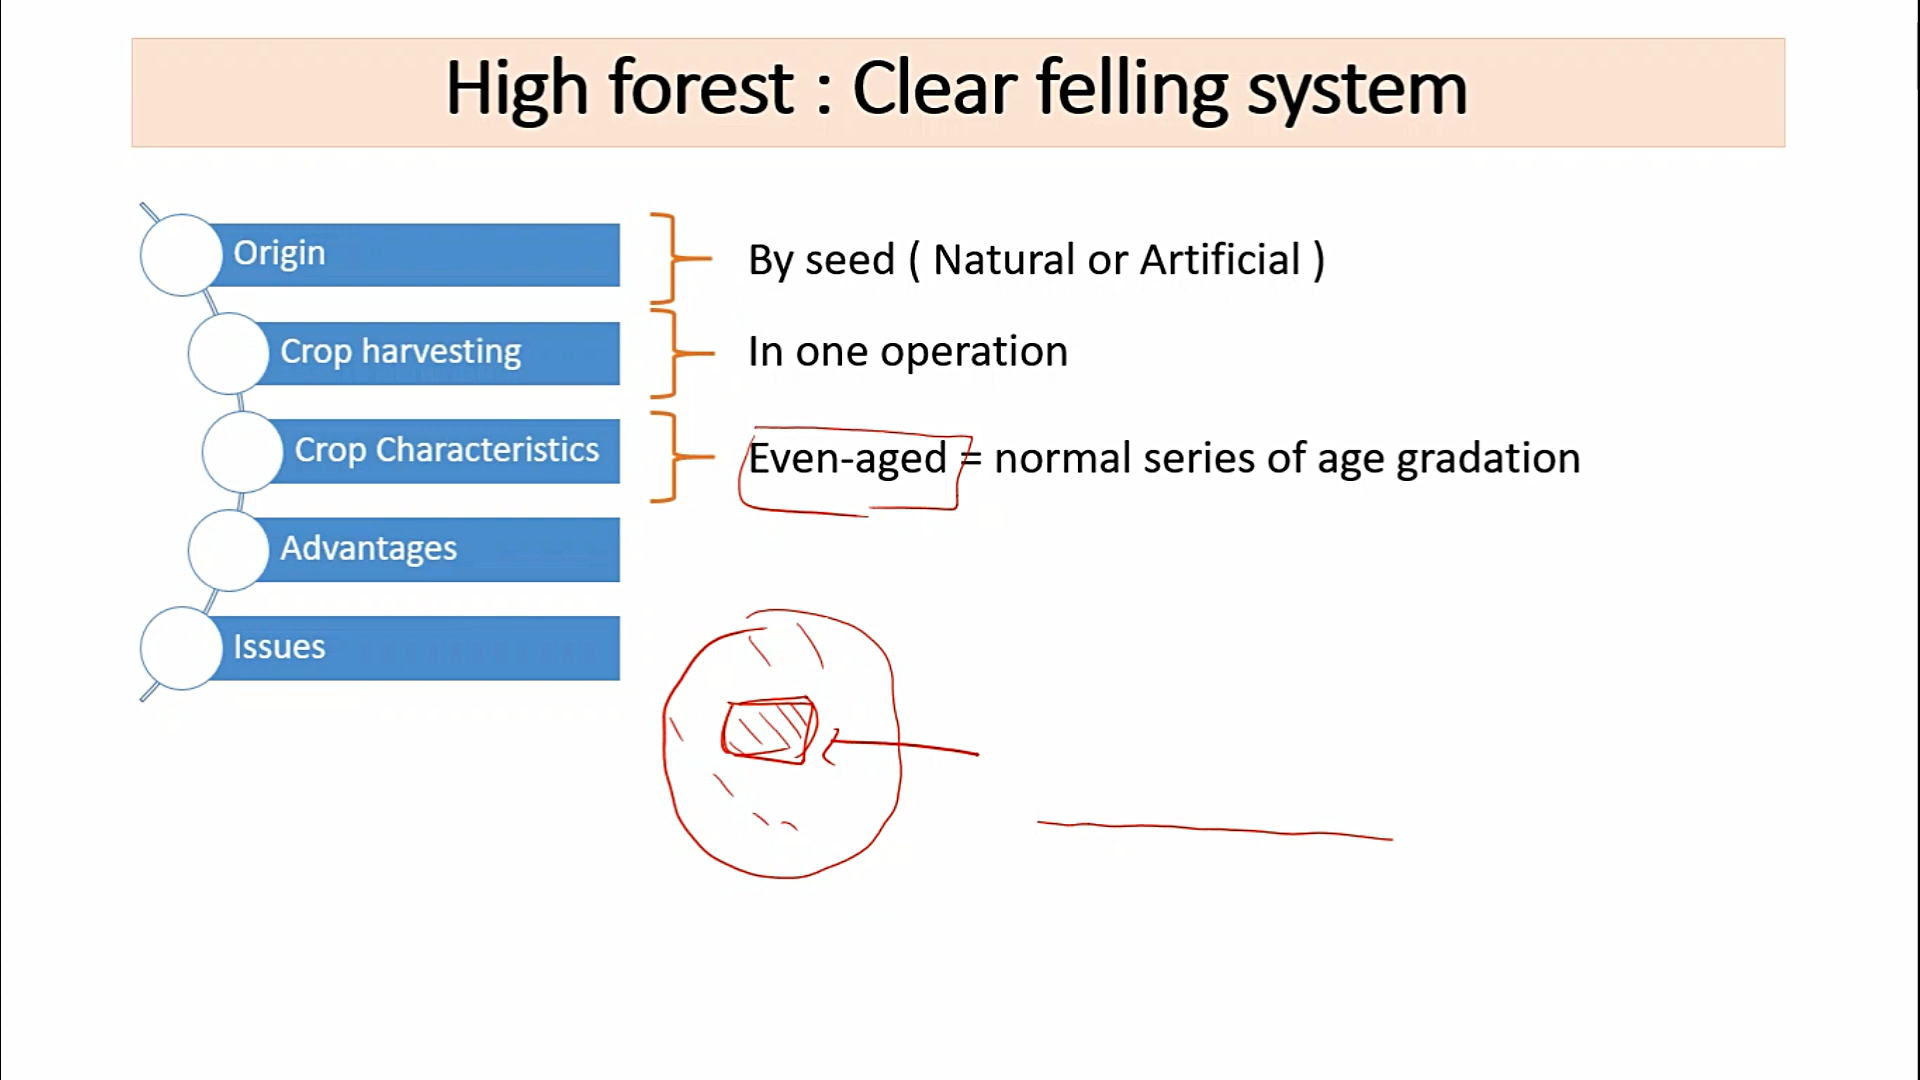 High forest : Clear felling system
Origin
By seed ( Natural or Artificial )
Crop harvesting
In one operation
Crop Characteristics
Even-aged = normal series of age gradation
Advantages
Issues